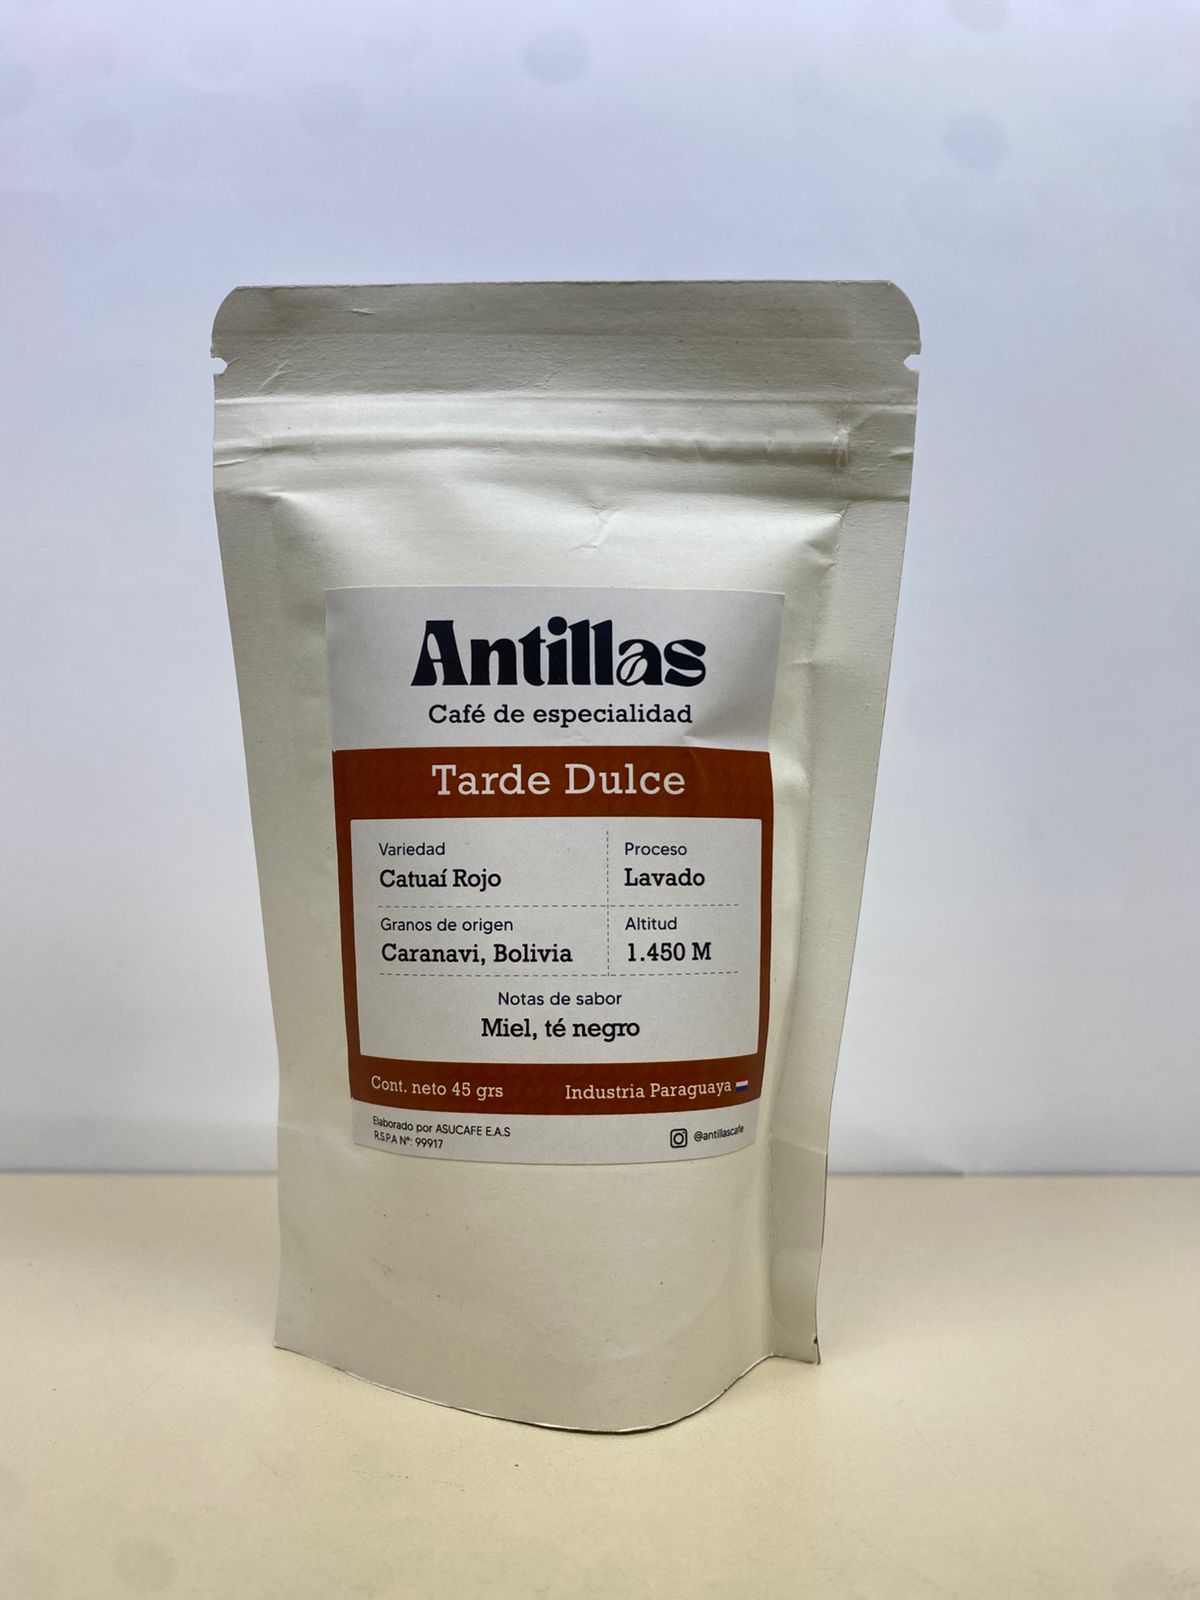 Antillas
Café de especialidad
Tarde Dulce
Variedad
Catuaí Rojo
Proceso
Lavado
Granos de origen
Caranavi, Bolivia
Altitud
1.450 M
Notas de sabor
Miel, té negro
Cont. neto 45 grs
Industria Paraguaya
Elaborado por ASUCAFE E.A.S
R.S.P.A Nº: 99917
@antillascafe